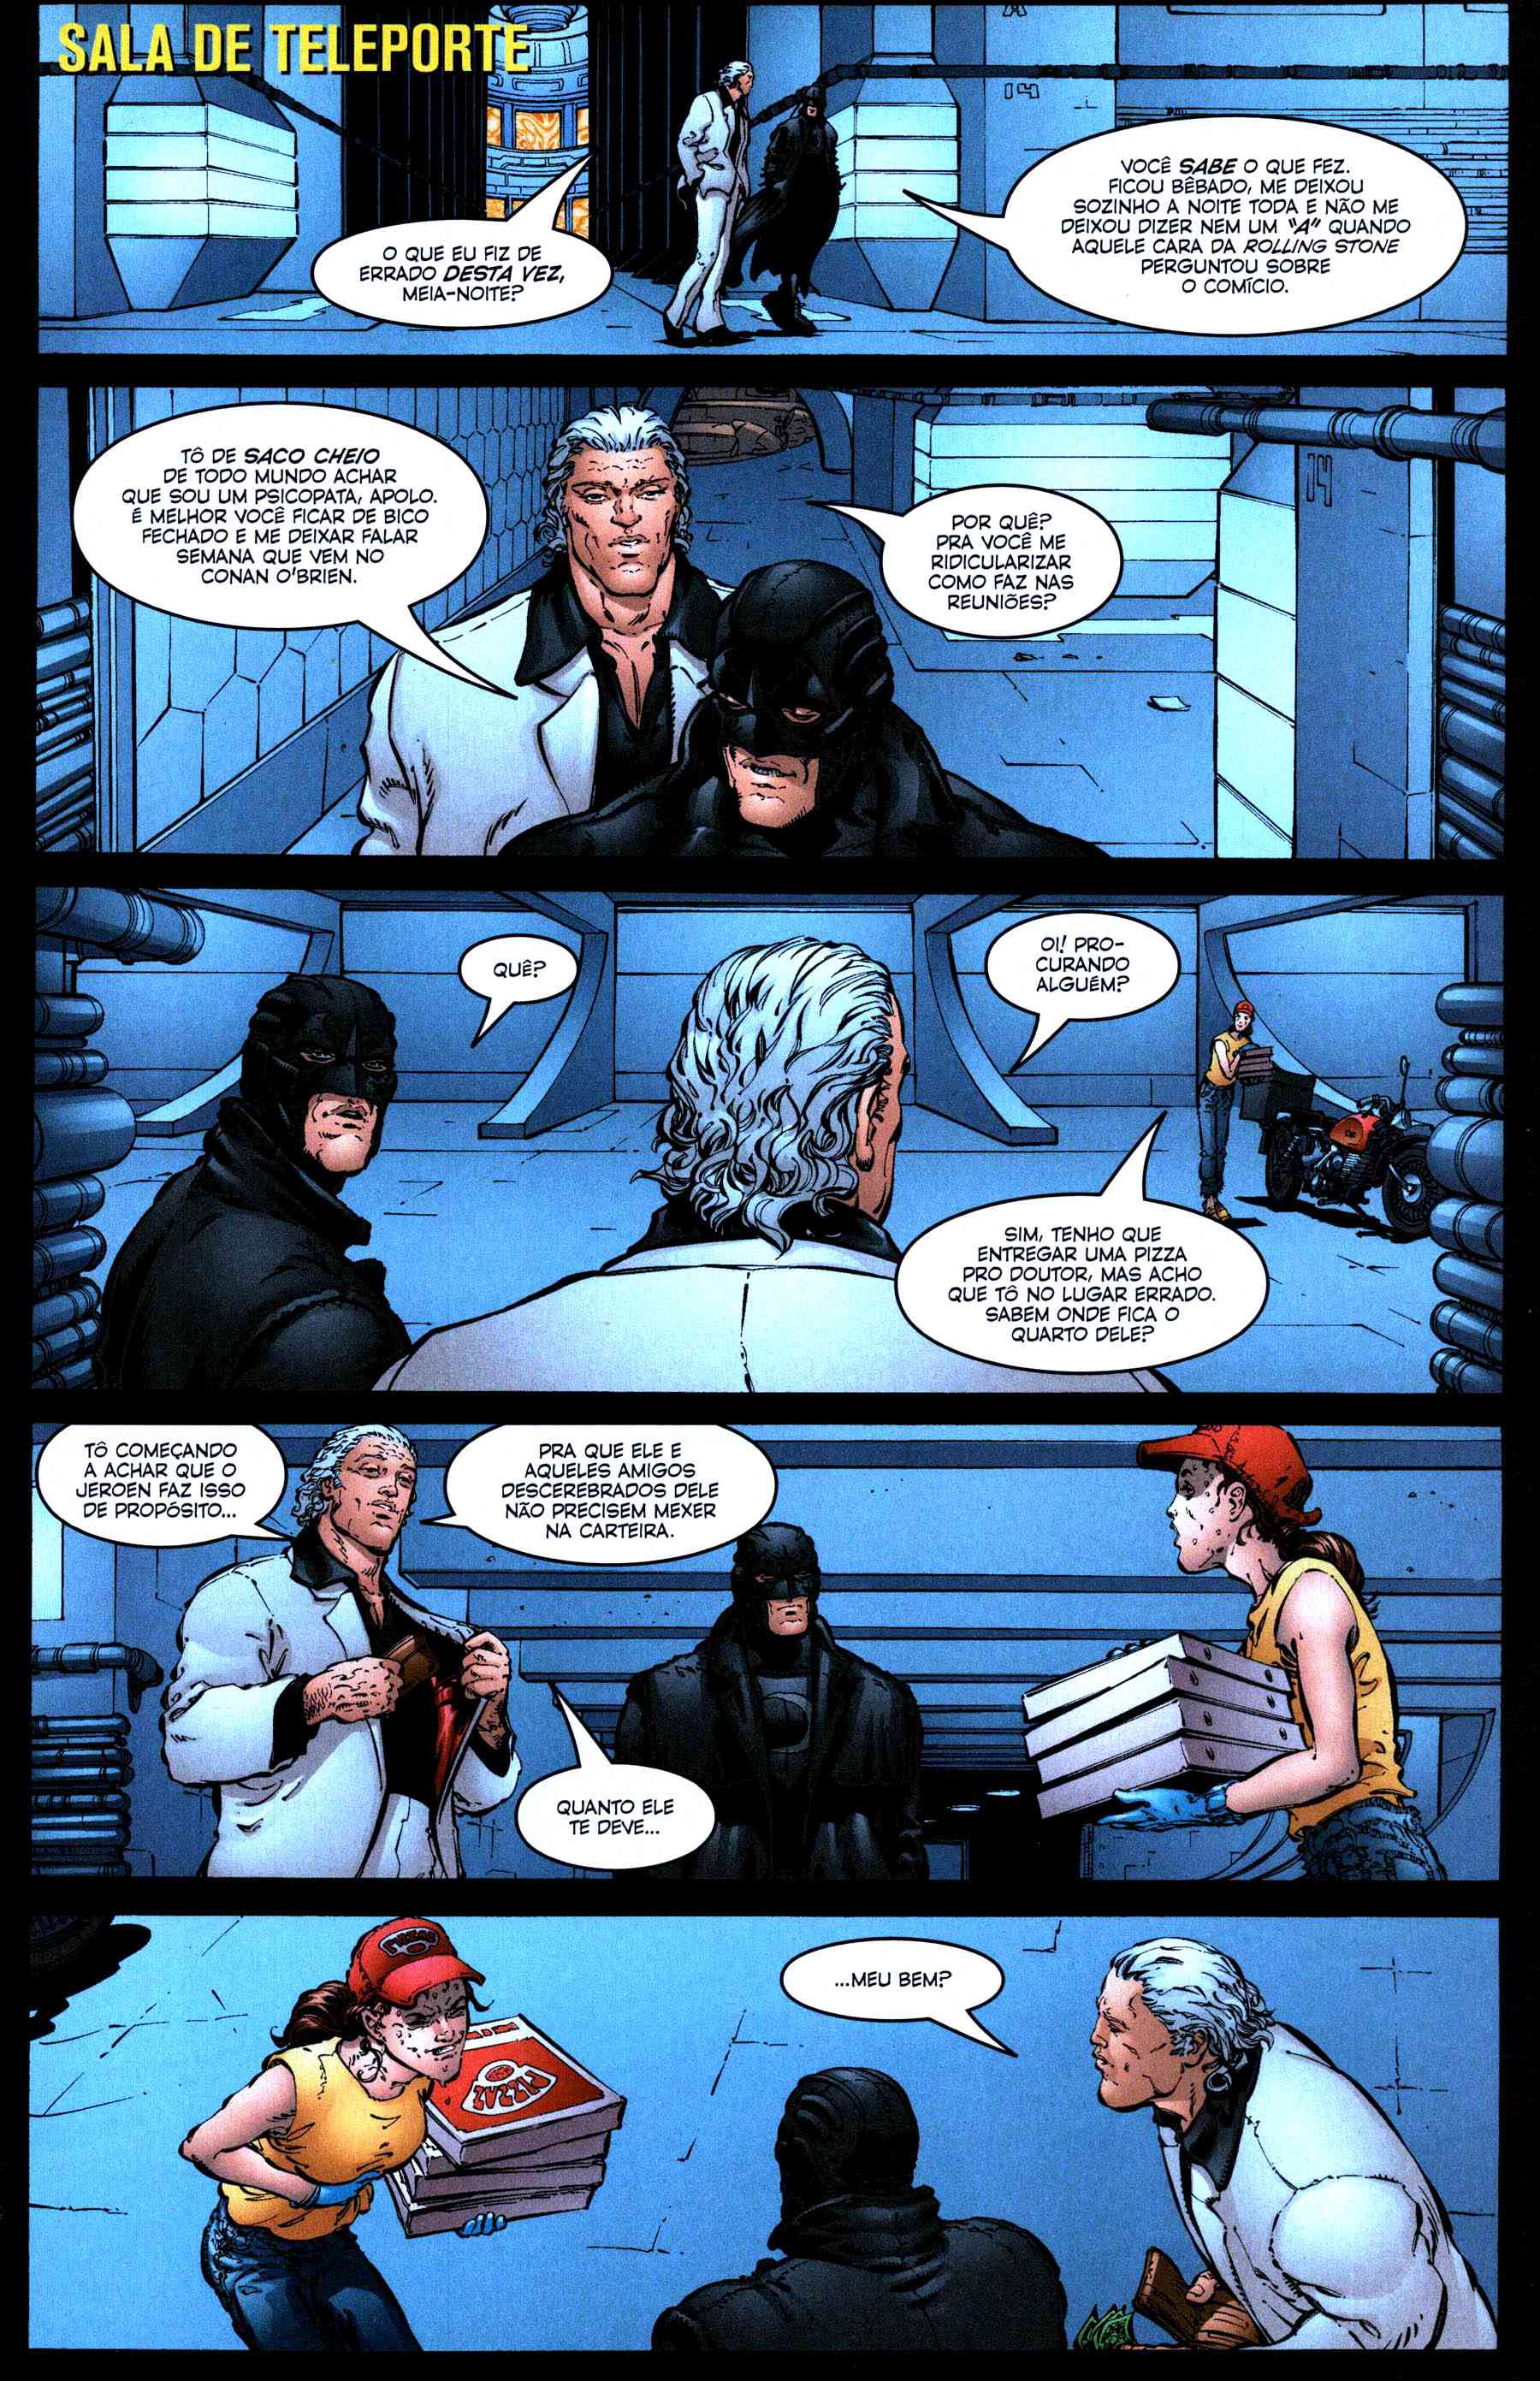 SALA DE TELEPORTE
A
14
O QUE EU FIZ DE
ERRADO DESTA VEZ,
MEIA-NOITE?
VOCÊ SABE O QUE FEZ.
FICOU BÊBADO, ME DEIXOU
SOZINHO A NOITE TODA E NÃO ME
DEIXOU DIZER NEM UM "A" QUANDO
AQUELE CARA DA ROLLING STONE
PERGUNTOU SOBRE
O COMÍCIO.
TÔ DE SACO CHEIO
DE TODO MUNDO ACHAR
QUE SOU UM PSICOPATA, APOLO.
É MELHOR VOCÊ FICAR DE BICO
FECHADO E ME DEIXAR FALAR
SEMANA QUE VEM NO
CONAN O'BRIEN.
POR QUÊ?
PRA VOCÊ ME
RIDICULARIZAR
COMO FAZ NAS
REUNIÕES?
14
QUÊ?
OI! PRO-
CURANDO
ALGUÉM?
SIM, TENHO QUE
ENTREGAR UMA PIZZA
PRO DOUTOR, MAS ACHO
QUE TÔ NO LUGAR ERRADO.
SABEM ONDE FICA O
QUARTO DELE?
TÔ COMEÇANDO
A ACHAR QUE O
JEROEN FAZ ISSO
DE PROPÓSITO...
PRA QUE ELE E
AQUELES AMIGOS
DESCEREBRADOS DELE
NÃO PRECISEM MEXER
NA CARTEIRA.
QUANTO ELE
TE DEVE...
...MEU BEM?
PIZZAZ